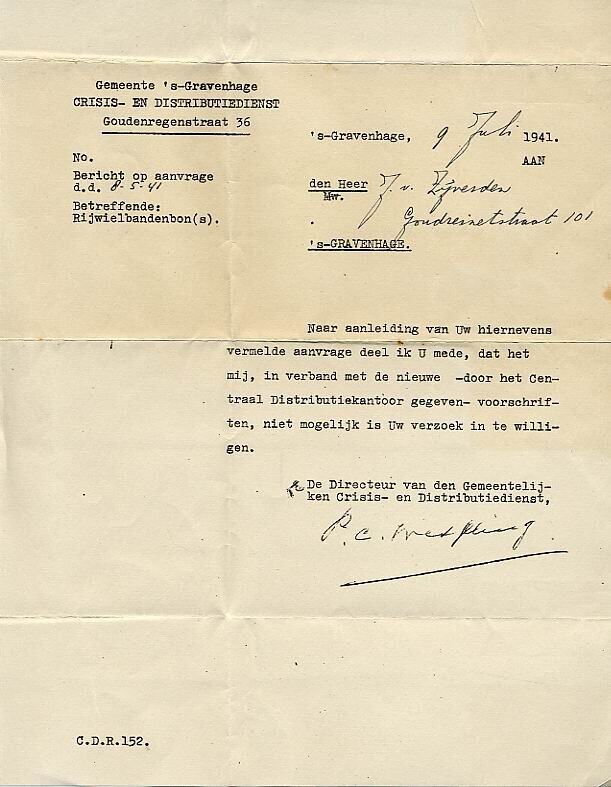 Gemeente 's-Gravenhage
CRISIS- EN DISTRIBUTIEDIENST
Goudenregenstraat 36
's-Gravenhage, 9 Juli 1941.
AAN
No.
Bericht op aanvrage
d.d. 8-5-41
Betreffende:
Rijwielbandenbon(s).
den Heer J. v. Zijverden
Mw.
Goudreinetstraat 101
's-GRAVENHAGE.
Naar aanleiding van Uw hiernevens
vermelde aanvrage deel ik U mede, dat het
mij, in verband met de nieuwe -door het Cen-
traal Distributiekantoor gegeven- voorschrif-
ten, niet mogelijk is Uw verzoek in te willi-
gen.
De Directeur van den Gemeentelij-
ken Crisis- en Distributiedienst,
P. C.
C.D.R.152.